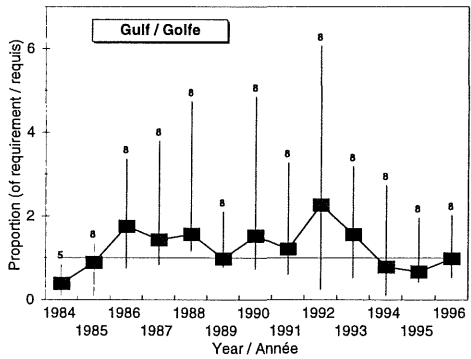 Gulf / Golfe
Proportion (of requirement / requis)
6
4
2
0
5 8 8 8 8 8 8 8 8 8 8 8 8
1984 1986 1988 1990 1992 1994 1996
1985 1987 1989 1991 1993 1995
Year / Année